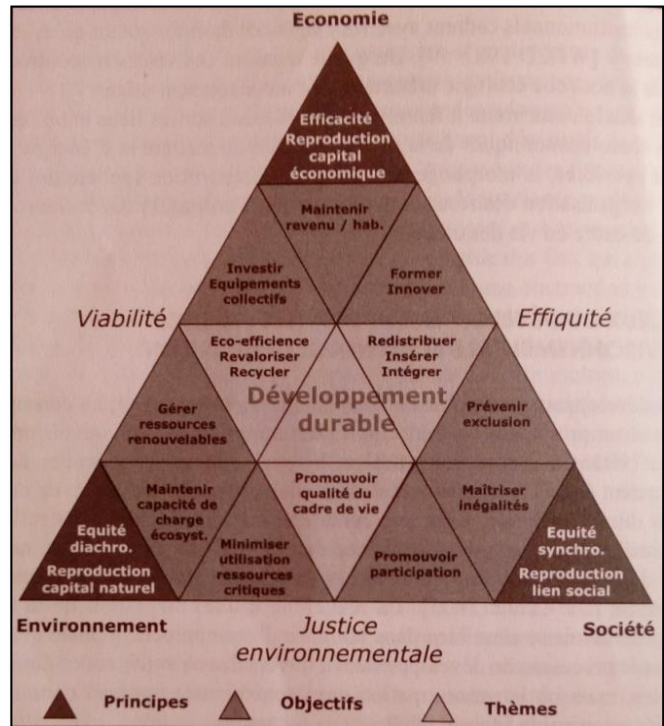 Economie
Efficacité
Reproduction
capital
économique
Maintenir
revenu / hab.
Investir
Equipements
collectifs
Former
Innover
Viabilité
Effiquité
Eco-efficience
Revaloriser
Recycler
Redistribuer
Insérer
Intégrer
Développement
durable
Gérer
ressources
renouvelables
Prévenir
exclusion
Maintenir
capacité de
charge
écosyst.
Promouvoir
qualité du
cadre de vie
Maîtriser
inégalités
Equité
diachro.
Reproduction
capital naturel
Minimiser
utilisation
ressources
critiques
Promouvoir
participation
Equité
synchro.
Reproduction
lien social
Environnement
Justice
environnementale
Société
Principes
Objectifs
Thèmes